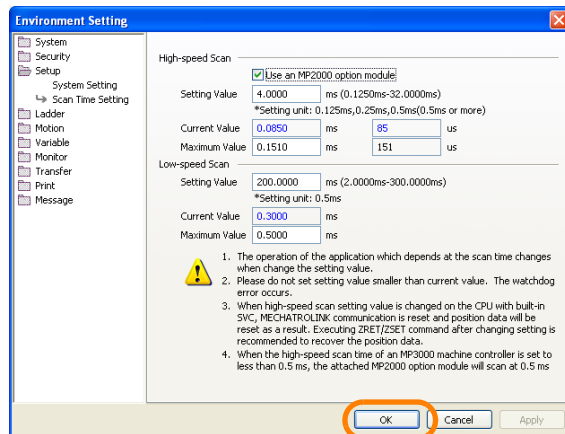 Environment Setting
System
Security
Setup
System Setting
Scan Time Setting
Ladder
Motion
Variable
Monitor
Transfer
Print
Message
High-speed Scan
Use an MP2000 option module
Setting Value 4.0000 ms (0.1250ms-32.0000ms)
*Setting unit: 0.125ms,0.25ms,0.5ms(0.5ms or more)
Current Value 0.0850 ms 85 us
Maximum Value 0.1510 ms 151 us
Low-speed Scan
Setting Value 200.0000 ms (2.0000ms-300.0000ms)
*Setting unit: 0.5ms
Current Value 0.3000 ms
Maximum Value 0.5000 ms
1. The operation of the application which depends at the scan time changes
when change the setting value.
2. Please do not set setting value smaller than current value. The watchdog
error occurs.
3. When high-speed scan setting value is changed on the CPU with built-in
SVC, MECHATROLINK communication is reset and position data will be
reset as a result. Executing ZRET/ZSET command after changing setting is
recommended to recover the position data.
4. When the high-speed scan time of an MP3000 machine controller is set to
less than 0.5 ms, the attached MP2000 option module will scan at 0.5 ms
OK Cancel Apply